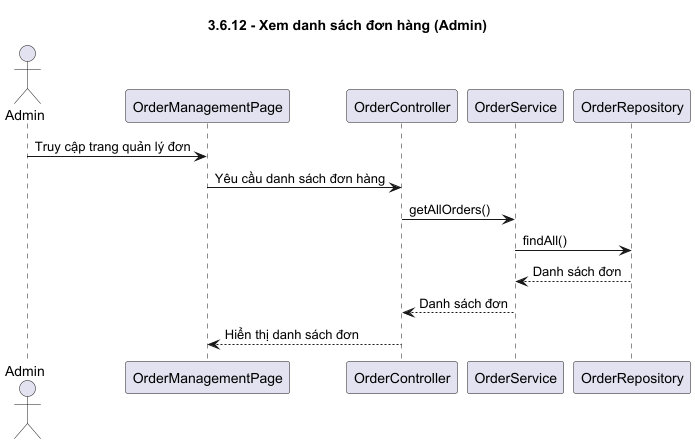 3.6.12 - Xem danh sách đơn hàng (Admin)
Admin
OrderManagementPage
OrderController
OrderService
OrderRepository
Truy cập trang quản lý đơn
Yêu cầu danh sách đơn hàng
getAllOrders()
findAll()
Danh sách đơn
Danh sách đơn
Hiển thị danh sách đơn
Admin
OrderManagementPage
OrderController
OrderService
OrderRepository